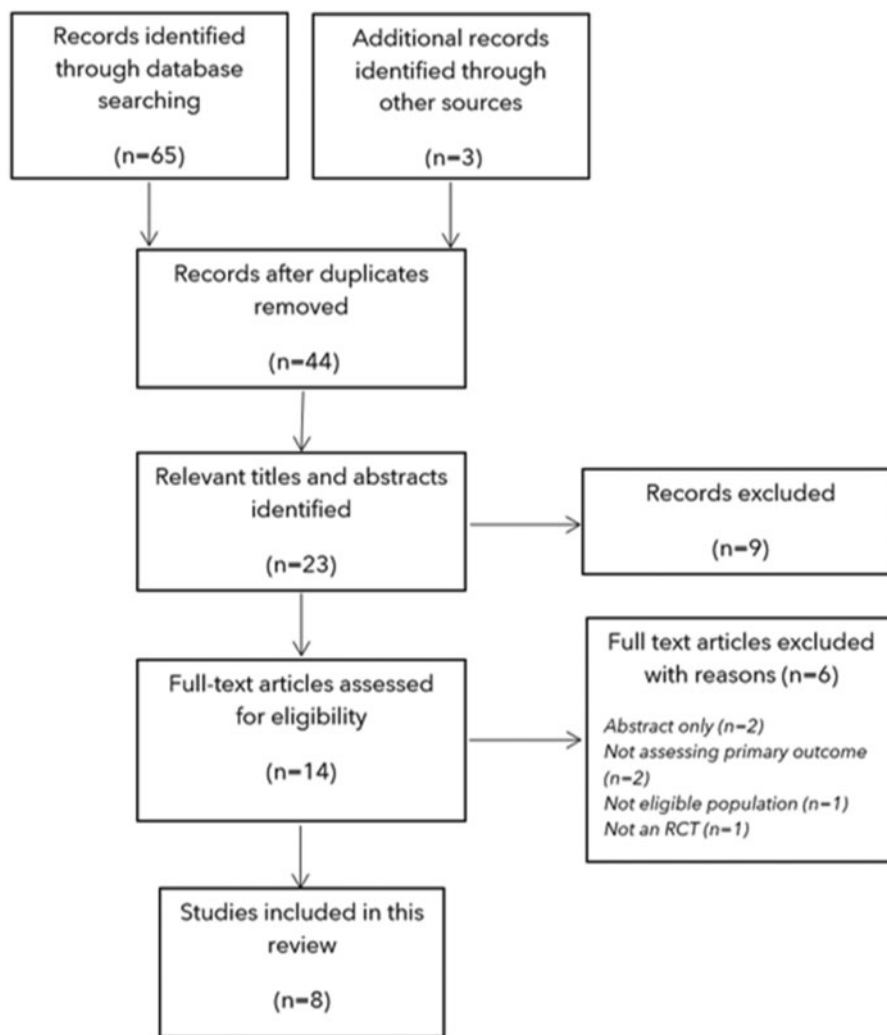 Records identified
through database
searching
(n=65)
Additional records
identified through
other sources
(n=3)
Records after duplicates
removed
(n=44)
Relevant titles and abstracts
identified
(n=23)
Records excluded
(n=9)
Full-text articles assessed
for eligibility
(n=14)
Full text articles excluded
with reasons (n=6)
Abstract only (n=2)
Not assessing primary outcome
(n=2)
Not eligible population (n=1)
Not an RCT (n=1)
Studies included in this
review
(n=8)